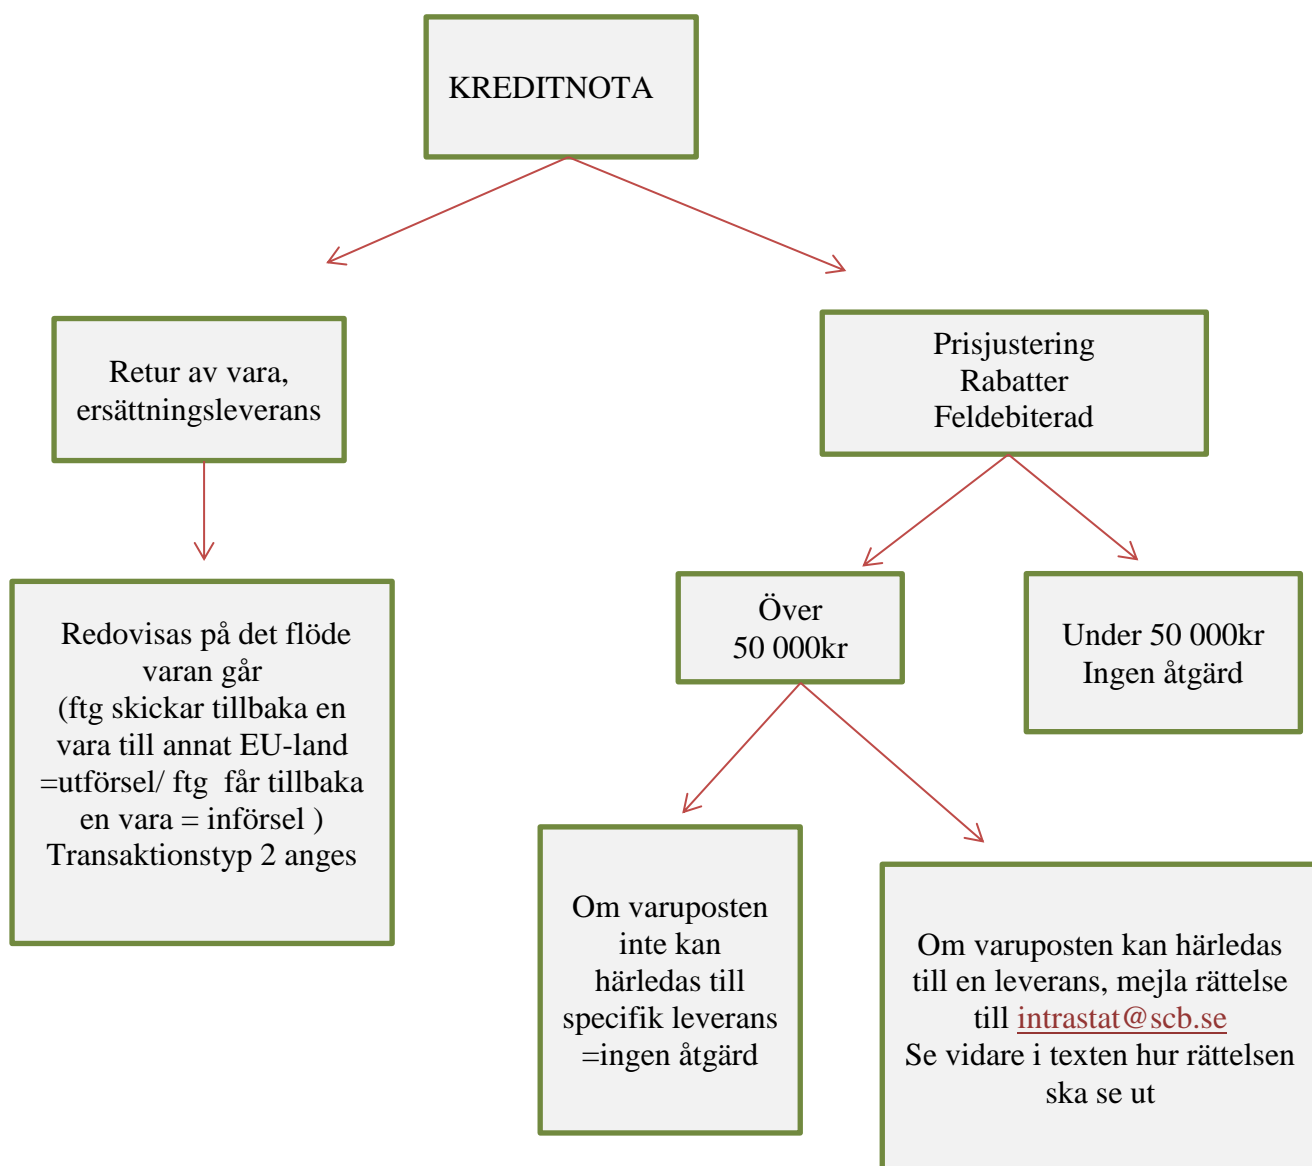 KREDITNOTA
Retur av vara,
ersättningsleverans
Prisjustering
Rabatter
Feldebiterad
Redovisas på det flöde
varan går
(ftg skickar tillbaka en
vara till annat EU-land
=utförsel/ ftg  får tillbaka
en vara = införsel )
Transaktionstyp 2 anges
Över
50 000kr
Under 50 000kr
Ingen åtgärd
Om varuposten
inte kan
härledas till
specifik leverans
=ingen åtgärd
Om varuposten kan härledas
till en leverans, mejla rättelse
till intrastat@scb.se
Se vidare i texten hur rättelsen
ska se ut